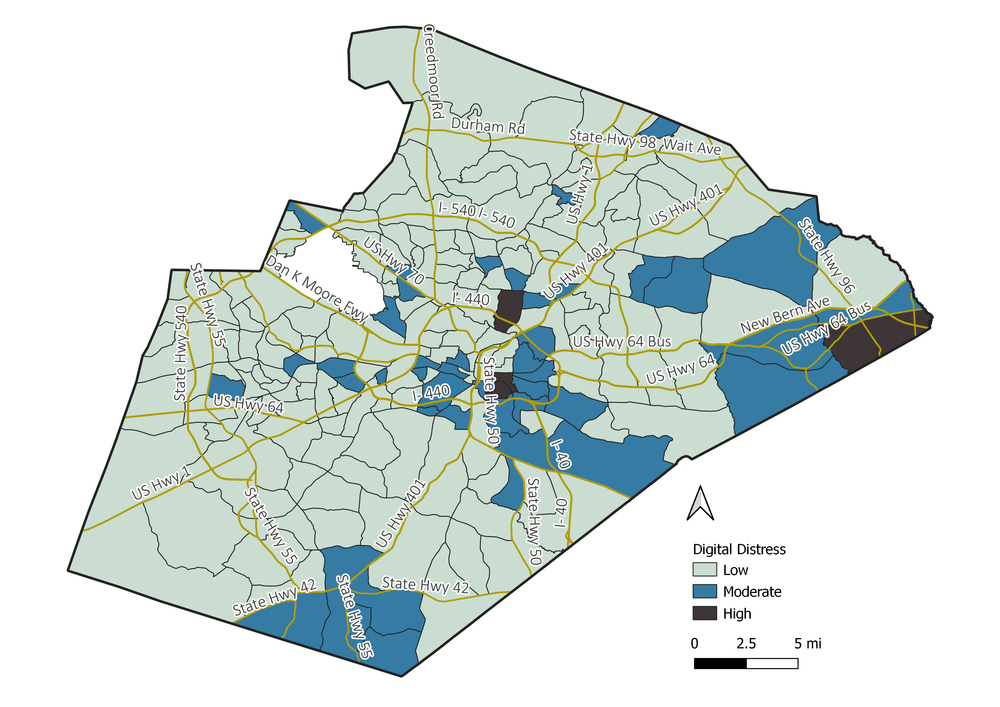 Creedmoor Rd
Durham Rd
State Hwy 98
Wait Ave
US Hwy 1
I- 540
I- 540
US Hwy 401
State Hwy 96
US Hwy 70
US Hwy 401
Dan K Moore Fwy
State Hwy 55
I- 440
State Hwy 540
New Bern Ave
US Hwy 64 Bus
US Hwy 64 Bus
US Hwy 64
State Hwy 50
I- 440
US Hwy 64
I- 40
US Hwy 1
State Hwy 55
US Hwy 401
State Hwy 50
I- 40
State Hwy 42
State Hwy 42
State Hwy 55
Digital Distress
Low
Moderate
High
0 2.5 5 mi